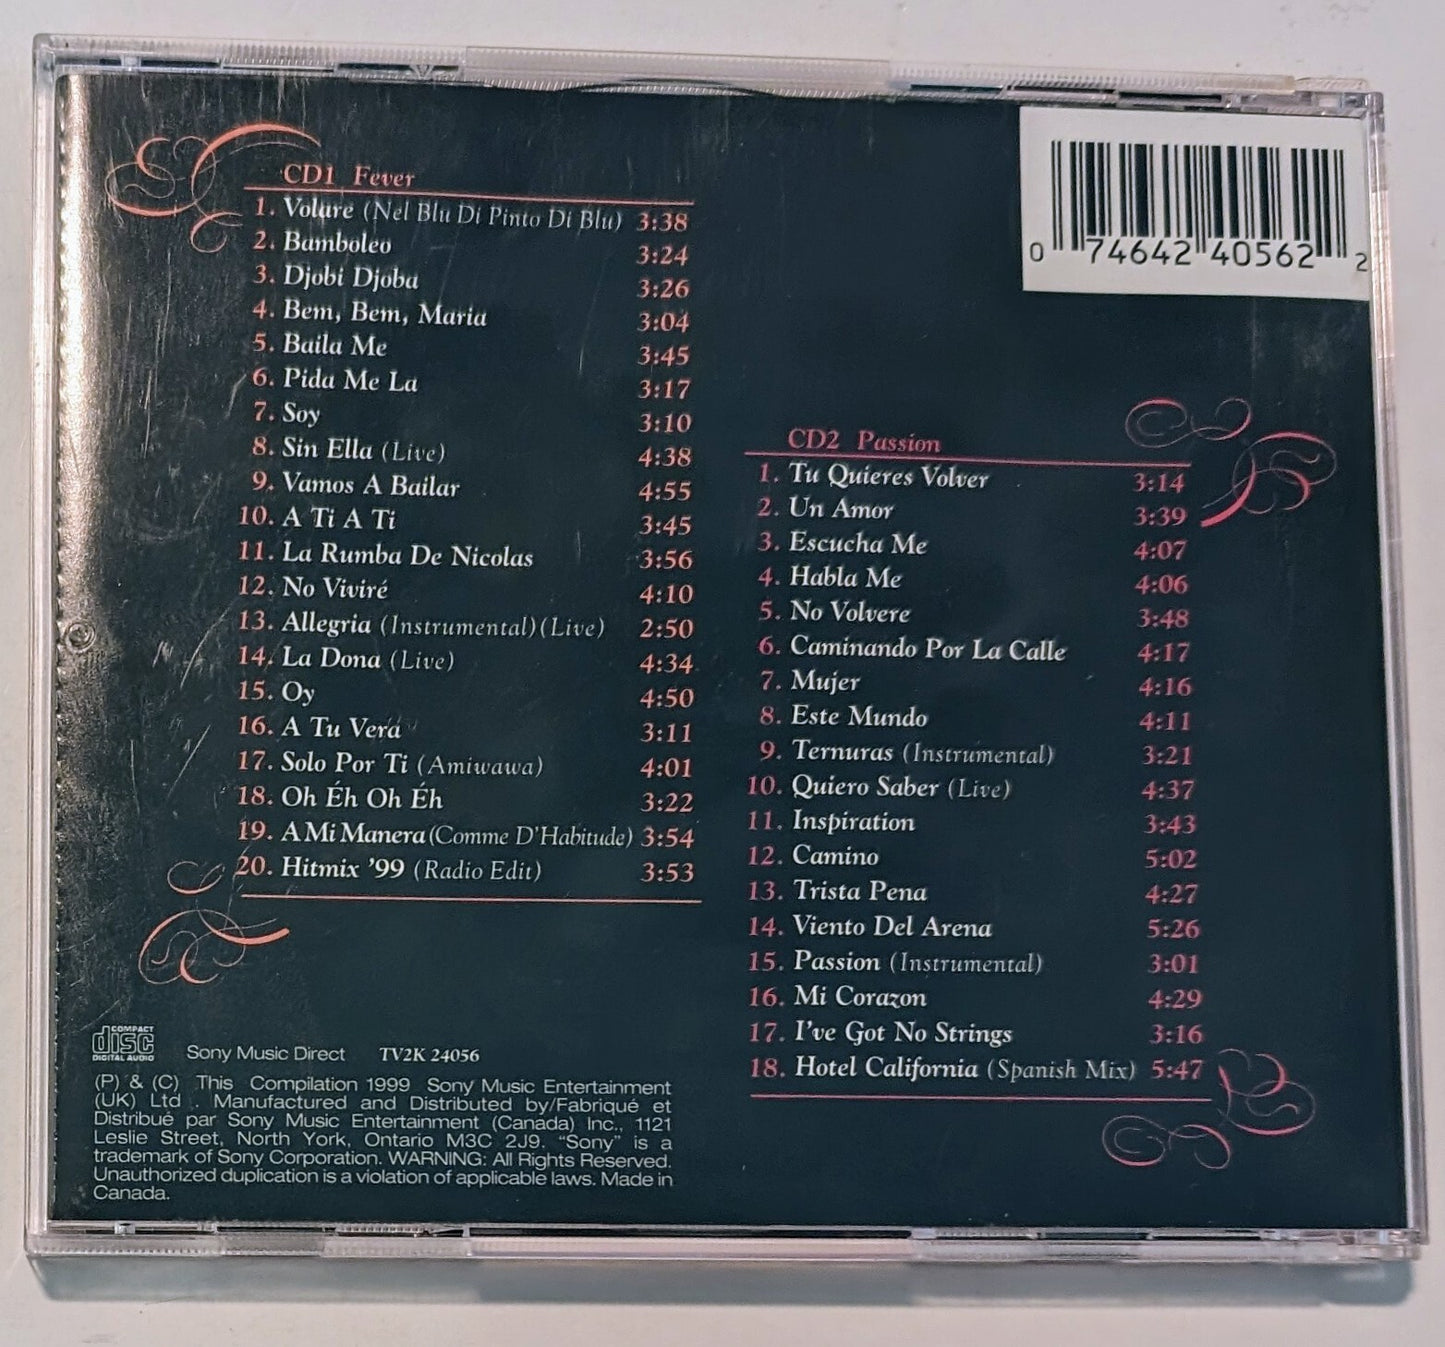 CD1 Fever
1. Volare (Nel Blu Di Pinto Di Blu) 3:38
2. Bamboleo 3:24
3. Djobi Djoba 3:26
4. Bem, Bem, Maria 3:04
5. Baila Me 3:45
6. Pida Me La 3:17
7. Soy 3:10
8. Sin Ella (Live) 4:38
9. Vamos A Bailar 4:55
10. A Ti A Ti 3:45
11. La Rumba De Nicolas 3:56
12. No Viviré 4:10
13. Allegria (Instrumental)(Live) 2:50
14. La Dona (Live) 4:34
15. Oy 4:50
16. A Tu Vera 3:11
17. Solo Por Ti (Amiwawa) 4:01
18. Oh Éh Oh Éh 3:22
19. A Mi Manera (Comme D'Habitude) 3:54
20. Hitmix '99 (Radio Edit) 3:53
0 74642 40562 2
CD2 Passion
1. Tu Quieres Volver 3:14
2. Un Amor 3:39
3. Escucha Me 4:07
4. Habla Me 4:06
5. No Volvere 3:48
6. Caminando Por La Calle 4:17
7. Mujer 4:16
8. Este Mundo 4:11
9. Ternuras (Instrumental) 3:21
10. Quiero Saber (Live) 4:37
11. Inspiration 3:43
12. Camino 5:02
13. Trista Pena 4:27
14. Viento Del Arena 5:26
15. Passion (Instrumental) 3:01
16. Mi Corazon 4:29
17. I've Got No Strings 3:16
18. Hotel California (Spanish Mix) 5:47
COMPACT
disc
DIGITAL AUDIO
Sony Music Direct TV2K 24056
(P) & (C) This Compilation 1999 Sony Music Entertainment
(UK) Ltd . Manufactured and Distributed by/Fabriqué et
Distribué par Sony Music Entertainment (Canada) Inc., 1121
Leslie Street, North York, Ontario M3C 2J9. "Sony" is a
trademark of Sony Corporation. WARNING: All Rights Reserved.
Unauthorized duplication is a violation of applicable laws. Made in
Canada.